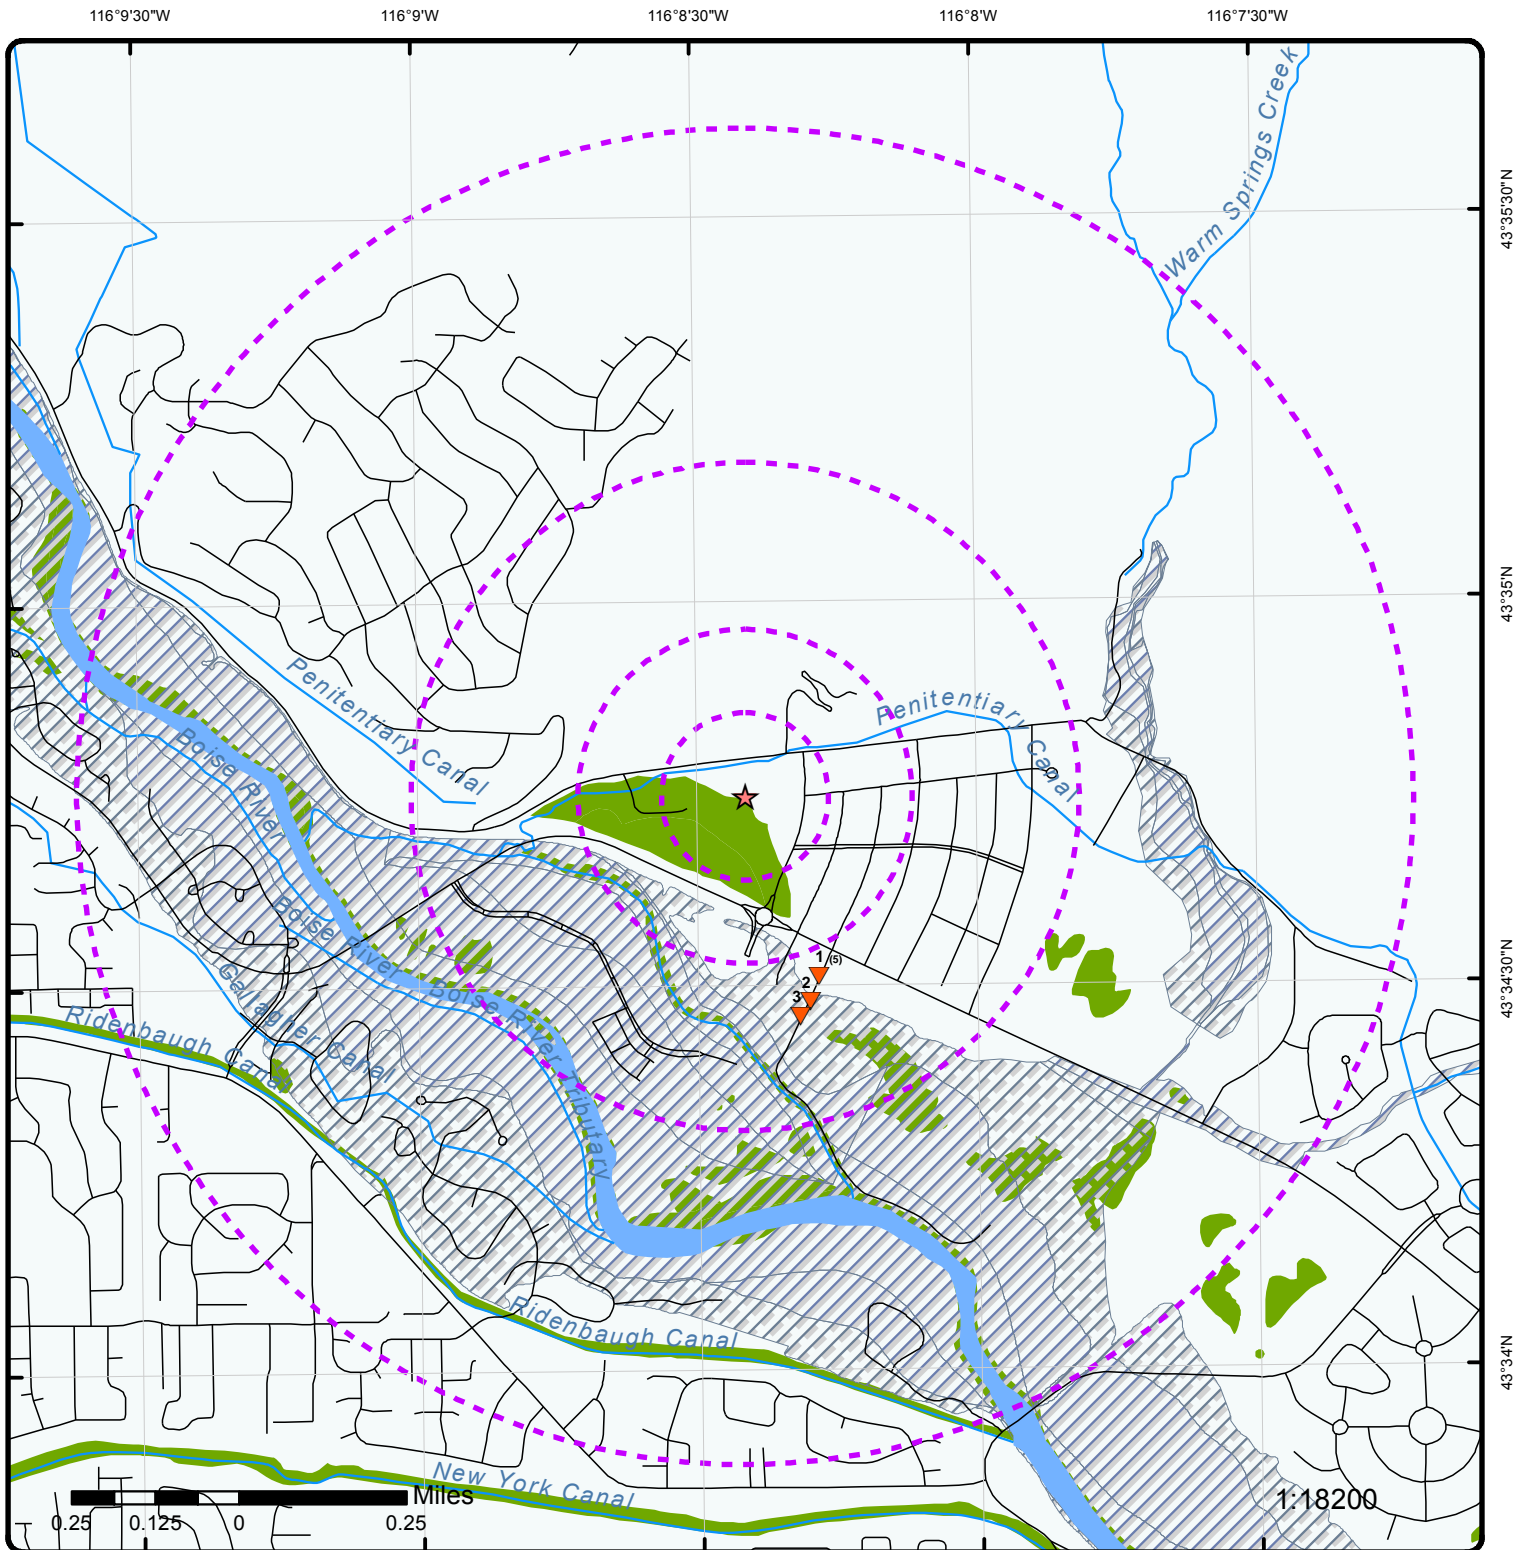 116°9'30"W
116°9'W
116°8'30"W
116°8'W
116°7'30"W
Warm Springs Creek
43°35'30"N
43°35'N
Penitentiary Canal
Penitentiary
Canal
Boise River
Boise River
Boise River Tributary
Gallagher Canal
Ridenbaugh Canal
1 (5)
2
3
43°34'30"N
43°34'N
Ridenbaugh Canal
New York Canal
Miles
0.25 0.125 0 0.25
1:18200